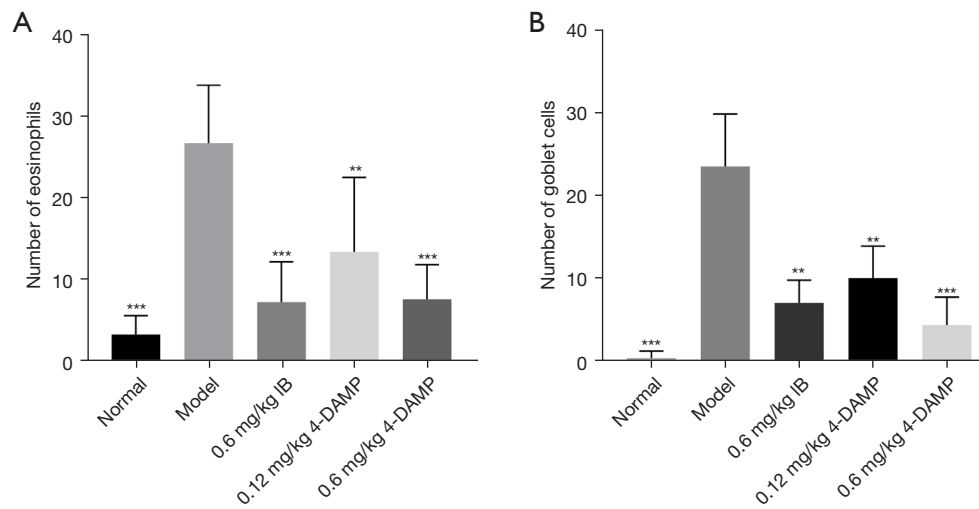 A
Number of eosinophils
40
30
20
10
0
***
***
**
***
Normal
Model
0.6 mg/kg IB
0.12 mg/kg 4-DAMP
0.6 mg/kg 4-DAMP
B
Number of goblet cells
40
30
20
10
0
***
**
**
***
Normal
Model
0.6 mg/kg IB
0.12 mg/kg 4-DAMP
0.6 mg/kg 4-DAMP